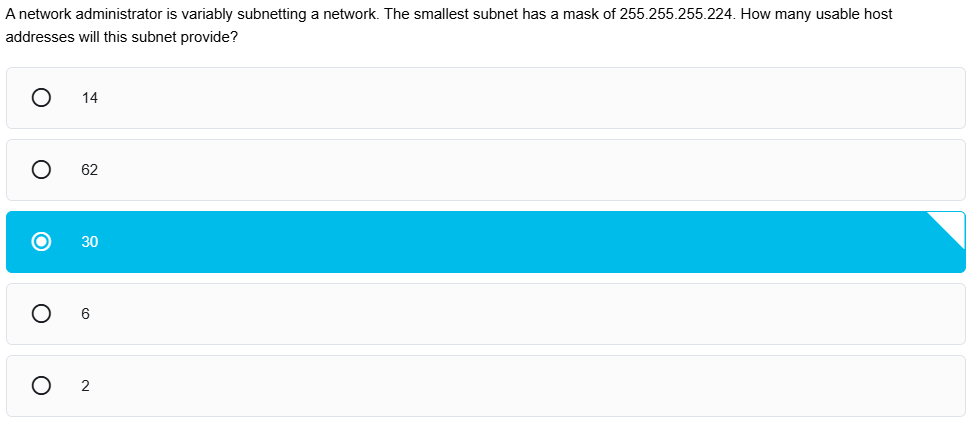 A network administrator is variably subnetting a network. The smallest subnet has a mask of 255.255.255.224. How many usable host
addresses will this subnet provide?
14
62
30
6
2